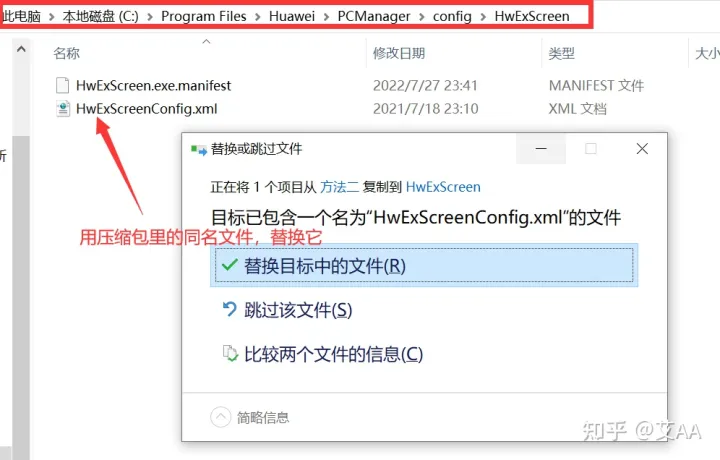 此电脑 › 本地磁盘 (C:) › Program Files › Huawei › PCManager › config › HwExScreen
名称 修改日期 类型 大小
HwExScreen.exe.manifest 2022/7/27 23:41 MANIFEST 文件
HwExScreenConfig.xml 2021/7/18 23:10 XML 文档
所
替换或跳过文件
正在将 1 个项目从 方法二 复制到 HwExScreen
目标已包含一个名为“HwExScreenConfig.xml”的文件
用压缩包里的同名文件，替换它
替换目标中的文件(R)
跳过该文件(S)
比较两个文件的信息(C)
简略信息
知乎 @艾AA